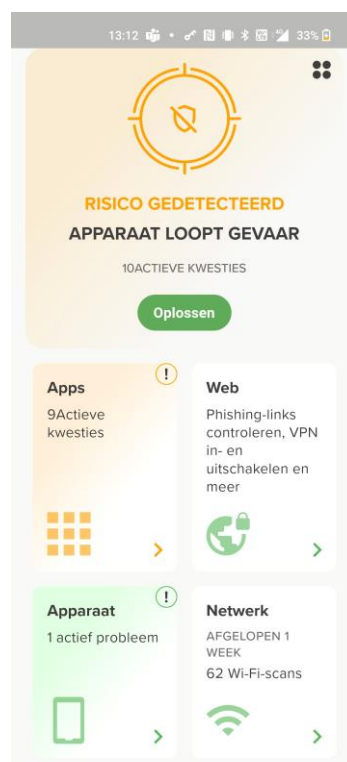 13:12 33%
RISICO GEDETECTEERD
APPARAAT LOOPT GEVAAR
10ACTIEVE KWESTIES
Oplossen
Apps
9Actieve
kwesties
Web
Phishing-links
controleren, VPN
in- en
uitschakelen en
meer
Apparaat
1 actief probleem
Netwerk
AFGELOPEN 1
WEEK
62 Wi-Fi-scans